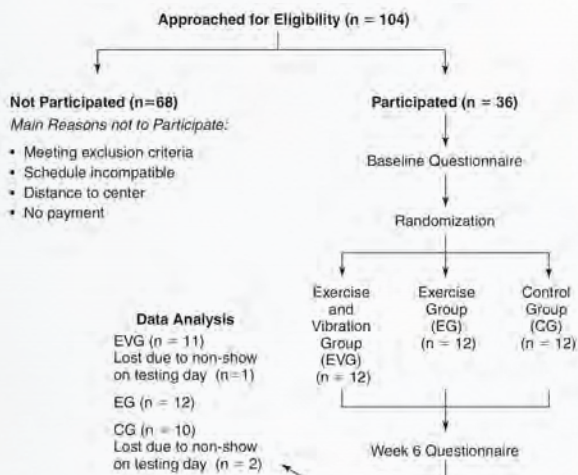 Approached for Eligibility (n = 104)
Not Participated (n=68)
Main Reasons not to Participate:
• Meeting exclusion criteria
• Schedule incompatible
• Distance to center
• No payment
Participated (n = 36)
Baseline Questionnaire
Randomization
Exercise
and
Vibration
Group
(EVG)
(n = 12)
Exercise
Group
(EG)
(n = 12)
Control
Group
(CG)
(n = 12)
Data Analysis
EVG (n = 11)
Lost due to non-show
on testing day (n=1)
EG (n = 12)
CG (n = 10)
Lost due to non-show
on testing day (n = 2)
Week 6 Questionnaire